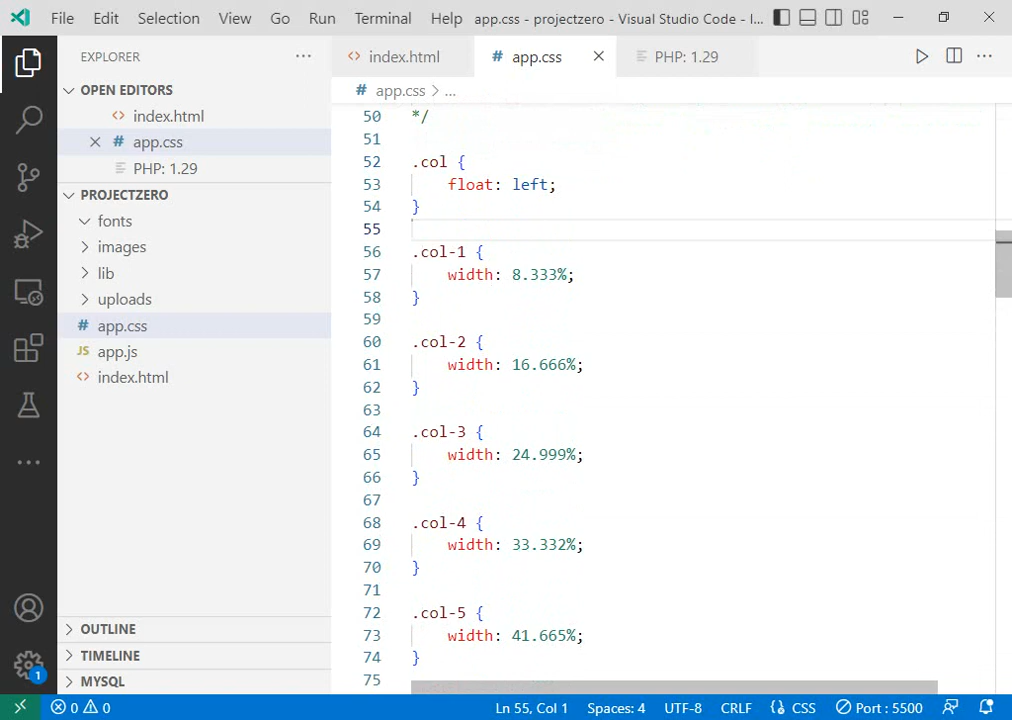 File Edit Selection View Go Run Terminal Help app.css - projectzero - Visual Studio Code - I...
EXPLORER
OPEN EDITORS
index.html
# app.css
PHP: 1.29
PROJECTZERO
fonts
images
lib
uploads
# app.css
JS app.js
index.html
OUTLINE
TIMELINE
MYSQL
1
index.html # app.css PHP: 1.29
# app.css > ...
50 */
51
52 .col {
53 float: left;
54 }
55
56 .col-1 {
57 width: 8.333%;
58 }
59
60 .col-2 {
61 width: 16.666%;
62 }
63
64 .col-3 {
65 width: 24.999%;
66 }
67
68 .col-4 {
69 width: 33.332%;
70 }
71
72 .col-5 {
73 width: 41.665%;
74 }
75
0 0 Ln 55, Col 1 Spaces: 4 UTF-8 CRLF {} CSS Port : 5500